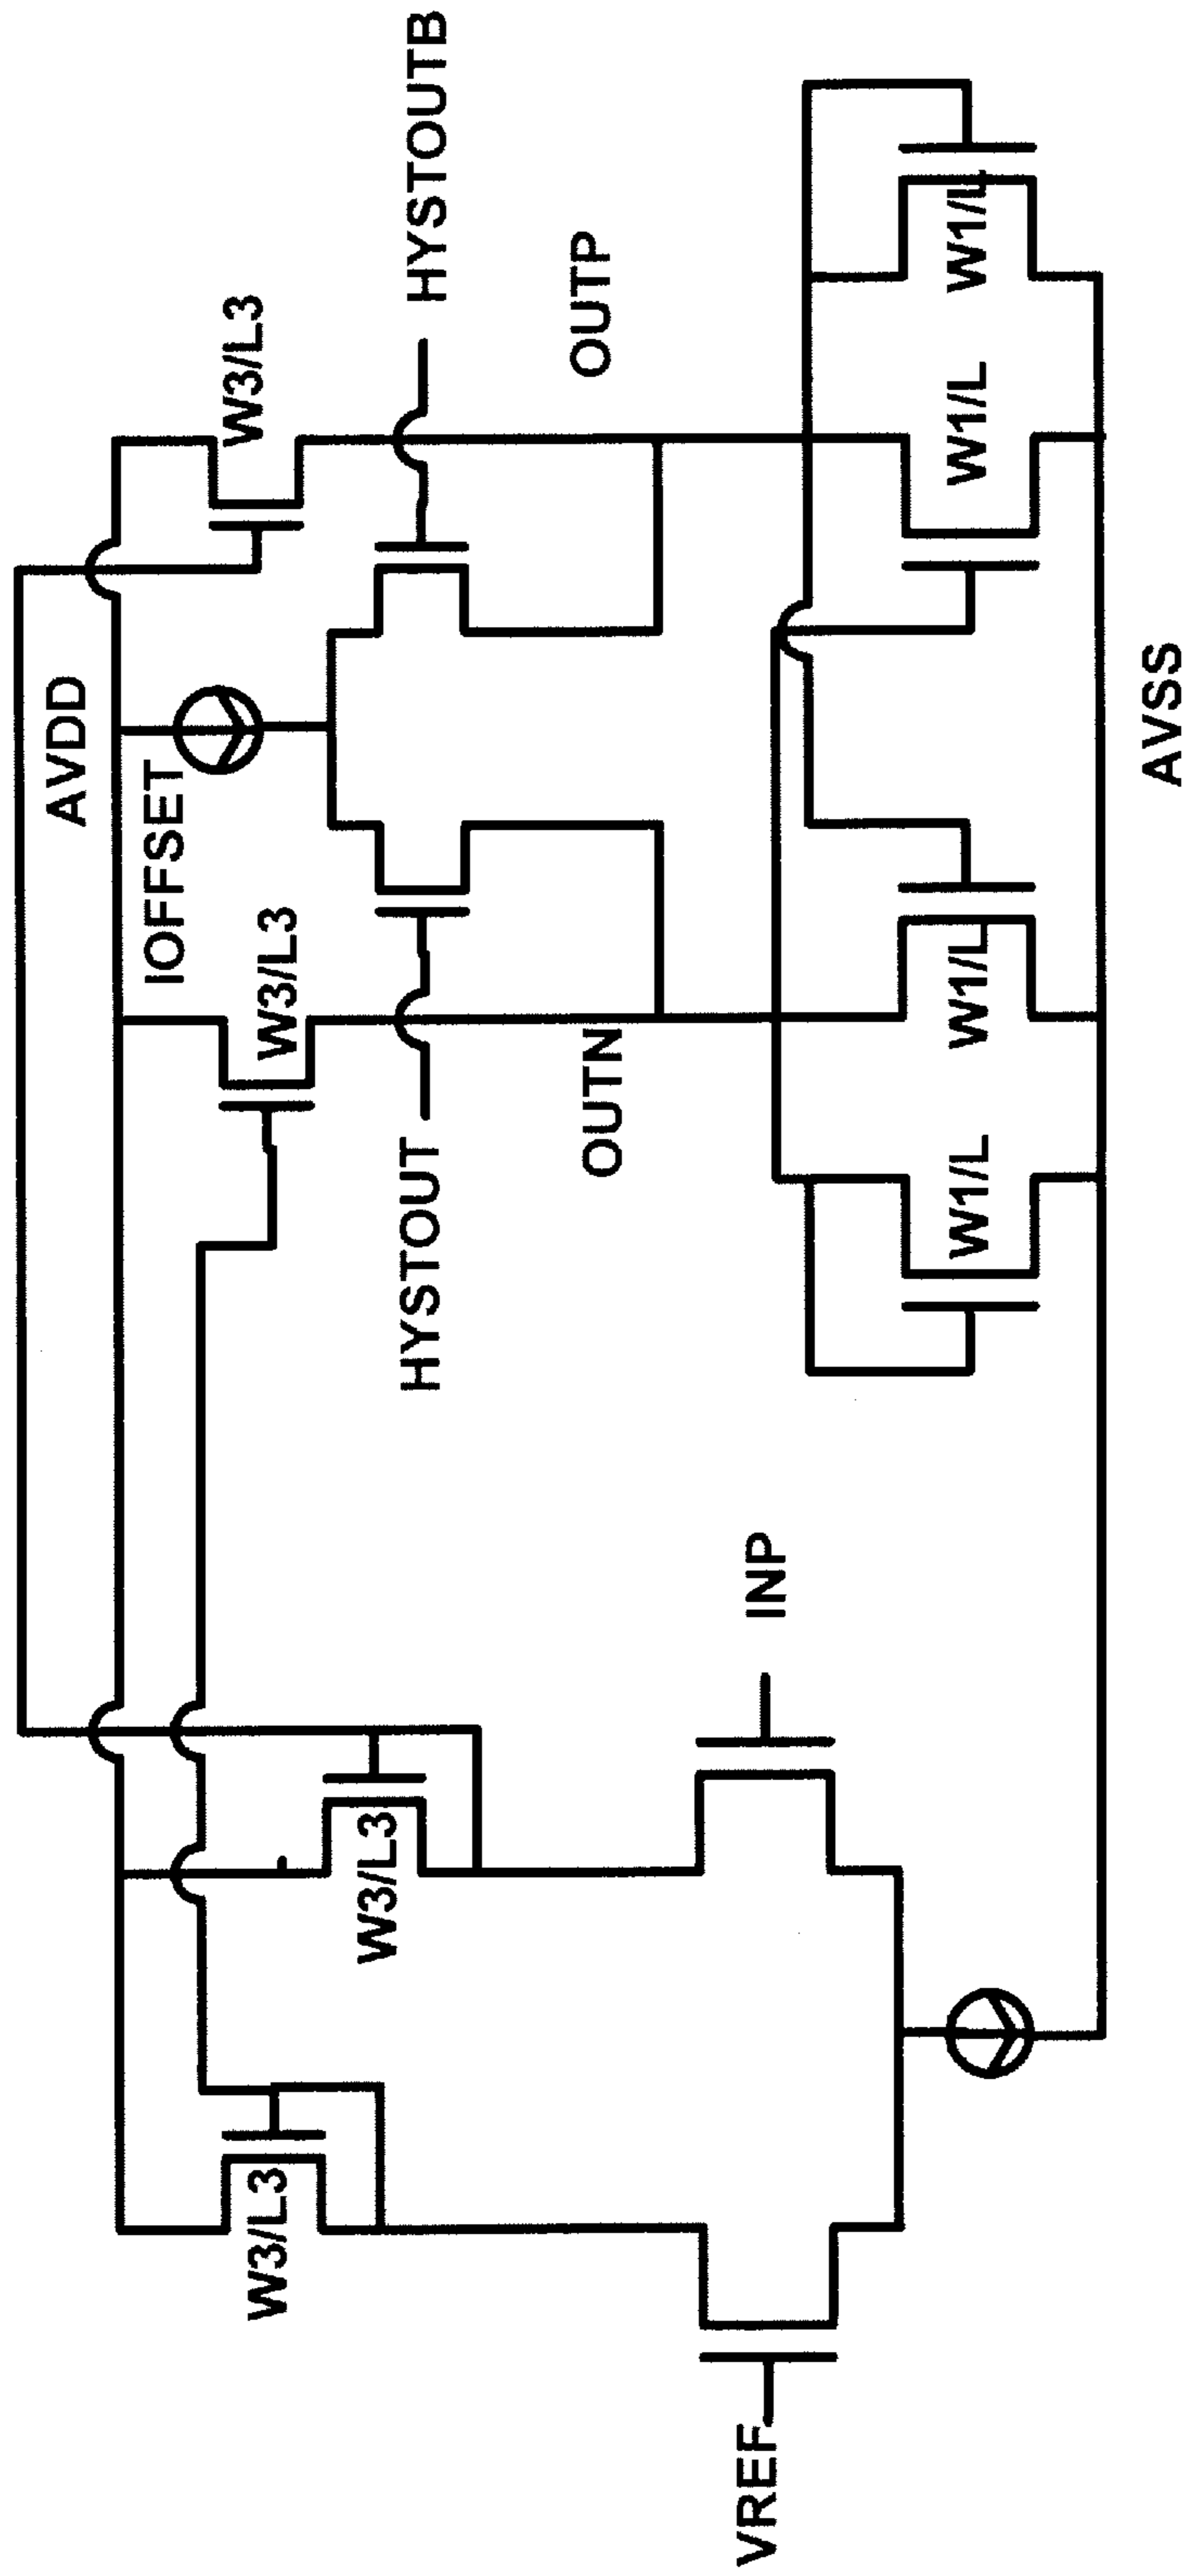 AVDD
IOFFSET
W3/L3
W3/L3
W3/L3
W3/L3
HYSTOUT
HYSTOUTB
OUTN
OUTP
VREF
INP
W1/L
W1/L
W1/L
W1/L
AVSS